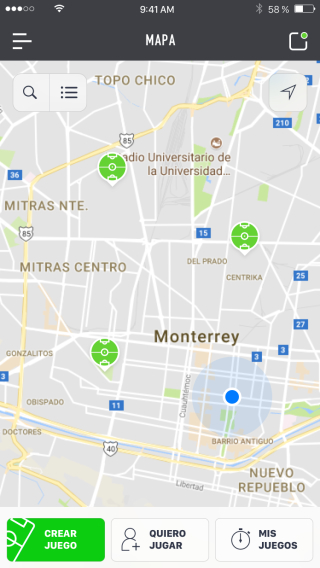 9:41 AM
58 %
MAPA
TOPO CHICO
210
85
adio Universitario de
la Universidad...
36
MITRAS NTE.
85
15
DEL PRADO
MITRAS CENTRO
CENTRIKA
25
27
Monterrey
GONZALITOS
3
3
3
Cuauhtémoc
OBISPADO
11
DOCTORES
BARRIO ANTIGUO
40
NUEVO
REPUEBLO
Libertad
CREAR
JUEGO
QUIERO
JUGAR
MIS
JUEGOS